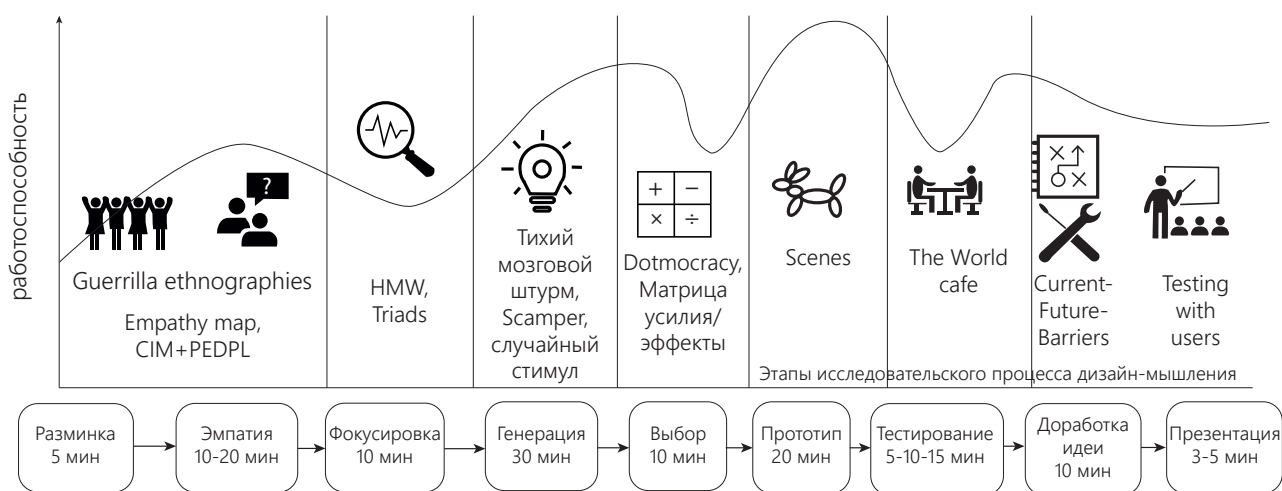 работоспособность
?
Guerrilla ethnographies
Empathy map,
CIM+PEDPL
HMW,
Triads
Тихий
мозговой
штурм,
Scamper,
случайный
стимул
+ −
× ÷
Dotmocracy,
Матрица
усилия/
эффекты
Scenes
The World
cafe
Current-
Future-
Barriers
Testing
with
users
Этапы исследовательского процесса дизайн-мышления
Разминка
5 мин
Эмпатия
10-20 мин
Фокусировка
10 мин
Генерация
30 мин
Выбор
10 мин
Прототип
20 мин
Тестирование
5-10-15 мин
Доработка
идеи
10 мин
Презентация
3-5 мин